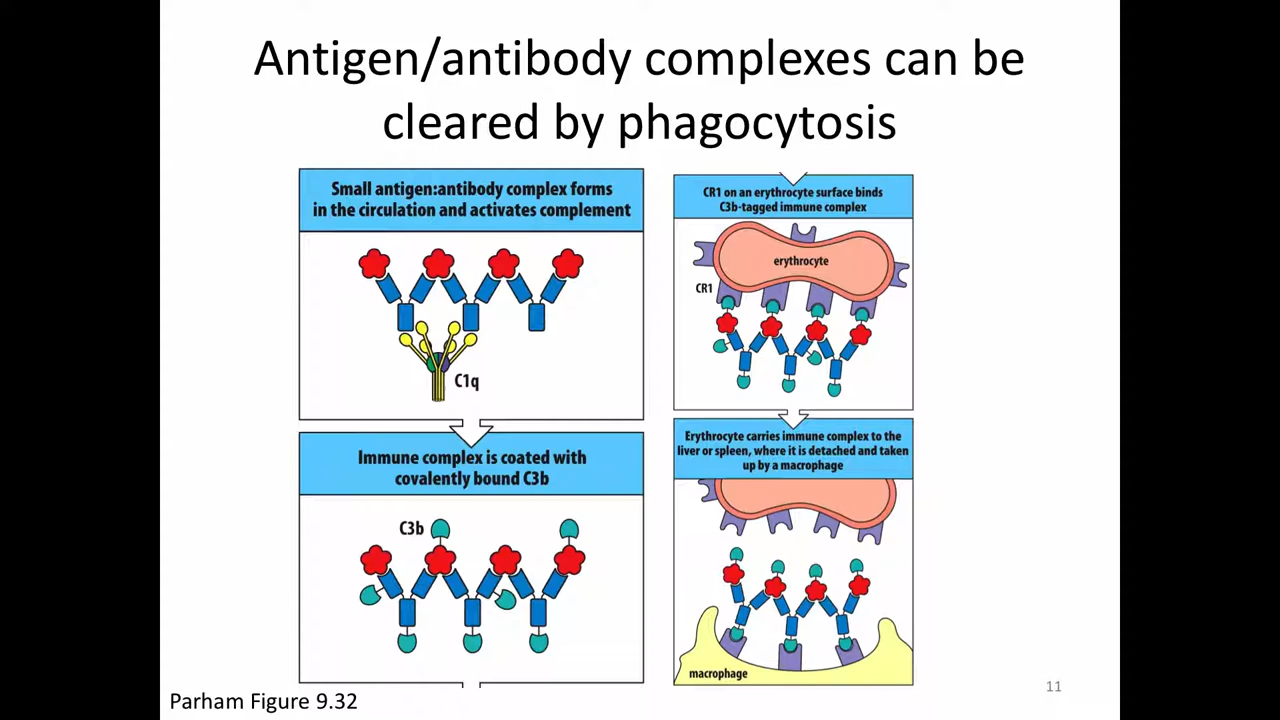 Antigen/antibody complexes can be
cleared by phagocytosis
Small antigen:antibody complex forms
in the circulation and activates complement
C1q
Immune complex is coated with
covalently bound C3b
C3b
CR1 on an erythrocyte surface binds
C3b-tagged immune complex
erythrocyte
CR1
Erythrocyte carries immune complex to the
liver or spleen, where it is detached and taken
up by a macrophage
macrophage
Parham Figure 9.32
11